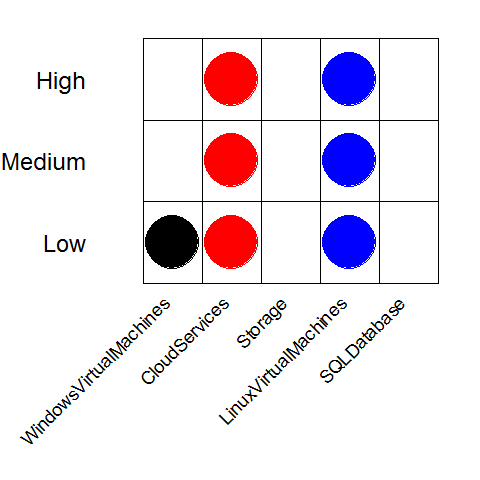 High
Medium
Low
WindowsVirtualMachines
CloudServices
Storage
LinuxVirtualMachines
SQLDatabase